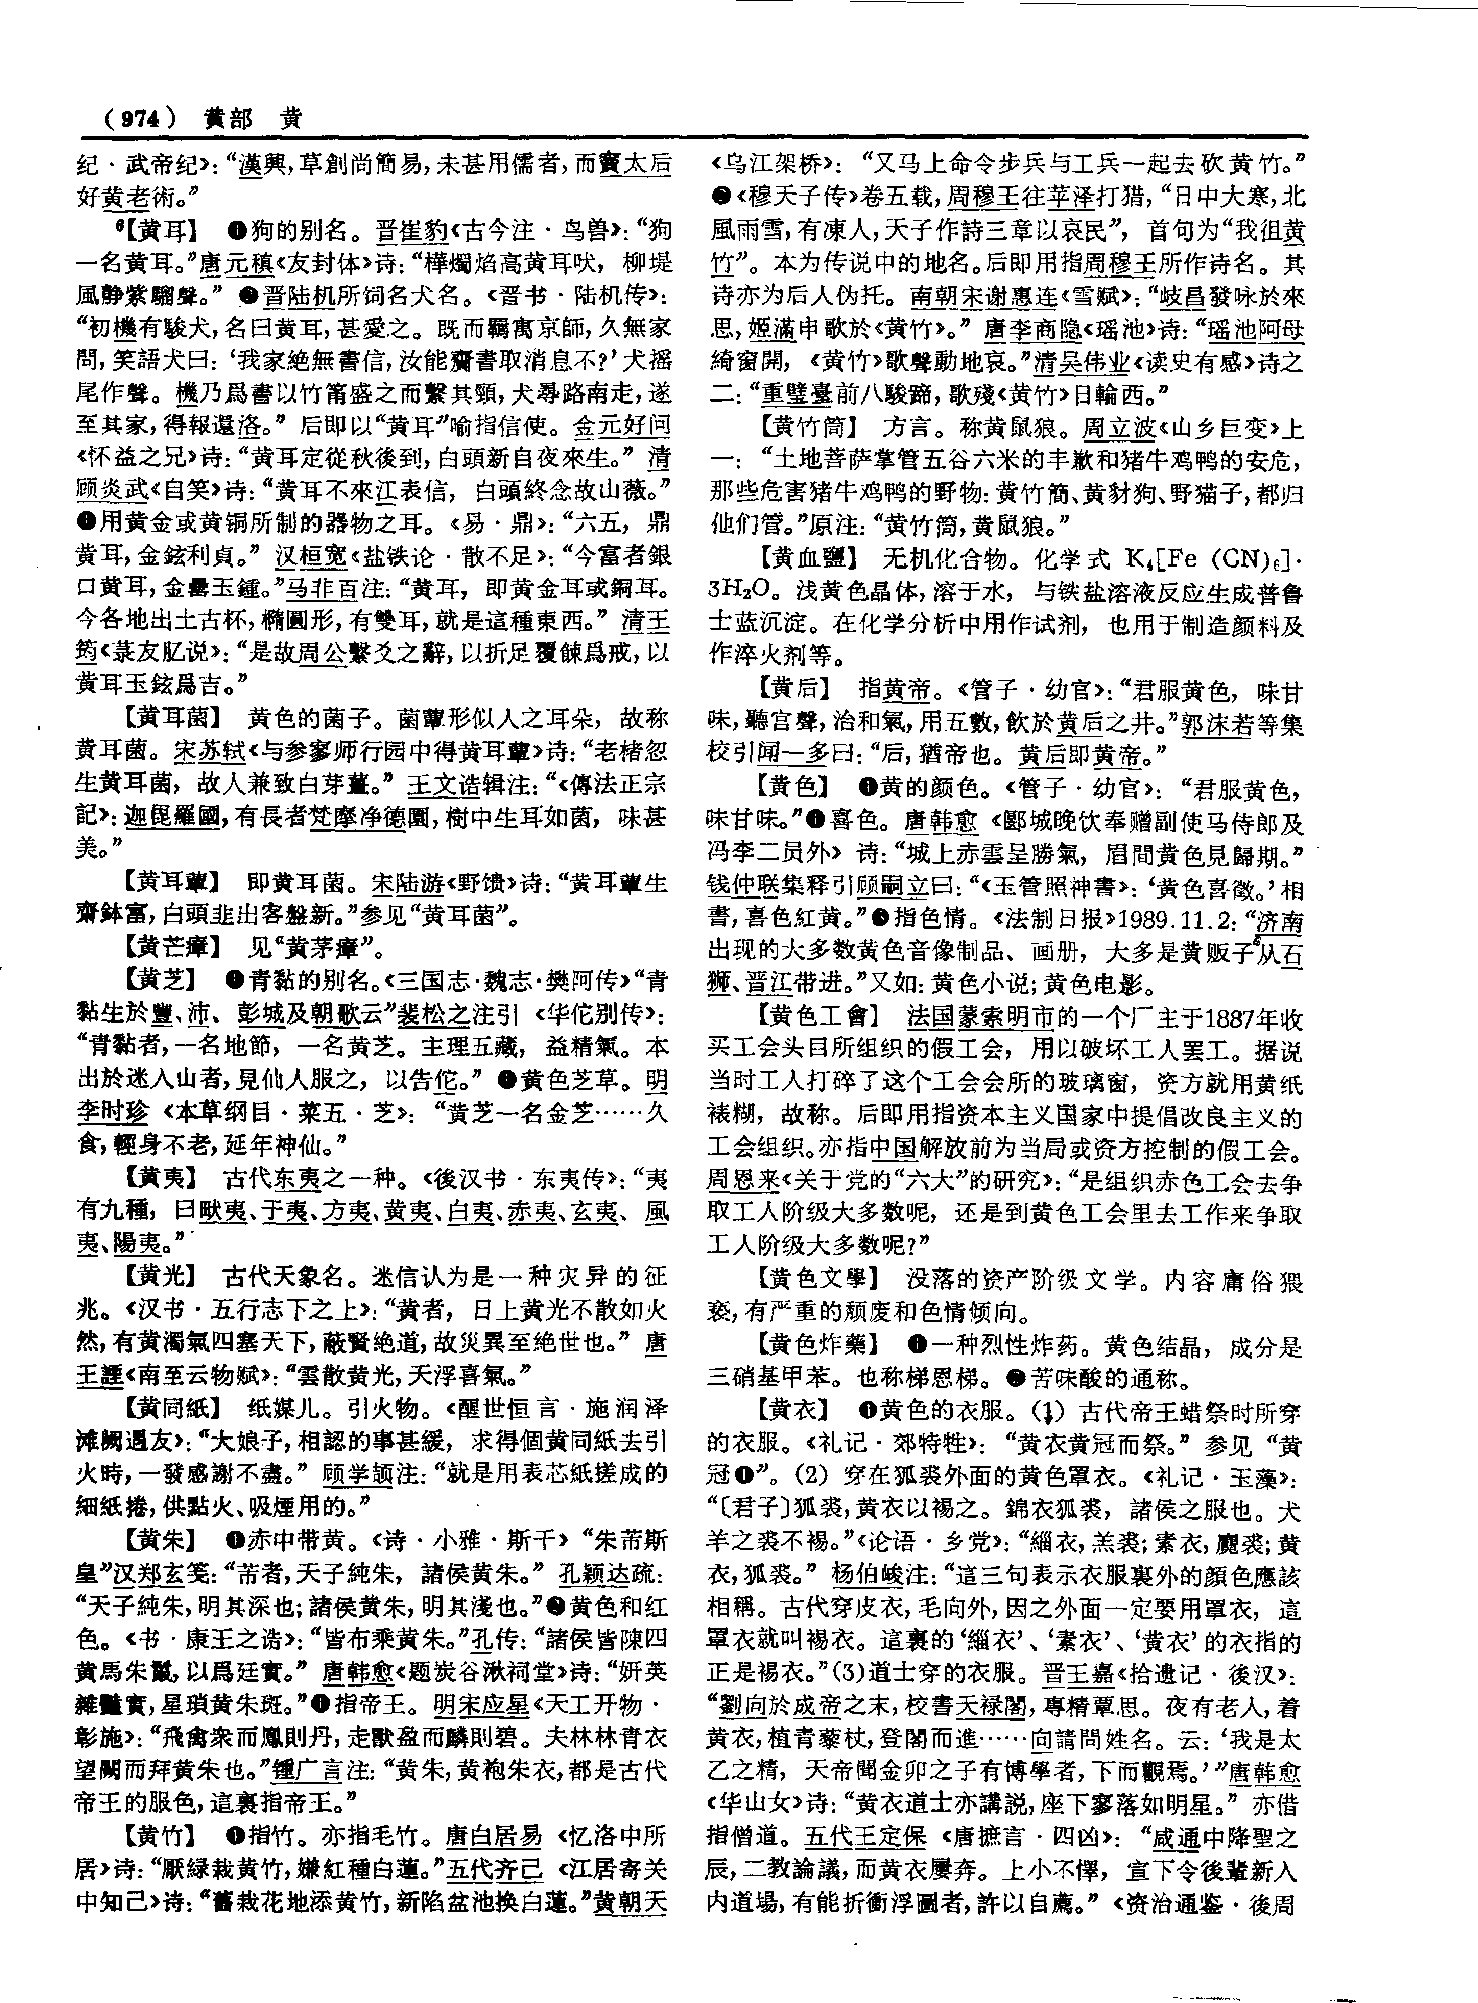 （974） 黄部 黄
纪·武帝纪》：“漢興，草創尚簡易，未甚用儒者，而竇太后
好黄老術。”
⁶【黄耳】 ❶狗的别名。晋崔豹《古今注·鸟兽》：“狗
一名黄耳。”唐元稹《友封体》诗：“樺燭焰高黄耳吠，柳堤
風静紫騮聲。” ❷晋陆机所饲名犬名。《晋书·陆机传》：
“初機有駿犬，名曰黄耳，甚愛之。既而羈寓京師，久無家
問，笑語犬曰：‘我家絶無書信，汝能齎書取消息不？’犬摇
尾作聲。機乃爲書以竹筩盛之而繫其頸，犬尋路南走，遂
至其家，得報還洛。” 后即以“黄耳”喻指信使。金元好问
《怀益之兄》诗：“黄耳定從秋後到，白頭新自夜來生。” 清
顾炎武《自笑》诗：“黄耳不來江表信，白頭終念故山薇。”
❸用黄金或黄铜所制的器物之耳。《易·鼎》：“六五，鼎
黄耳，金鉉利貞。” 汉桓宽《盐铁论·散不足》：“今富者銀
口黄耳，金罍玉鍾。”马非百注：“黄耳，即黄金耳或銅耳。
今各地出土古杯，橢圓形，有雙耳，就是這種東西。” 清王
筠《菉友肊说》：“是故周公繫爻之辭，以折足覆餗爲戒，以
黄耳玉鉉爲吉。”
【黄耳菌】 黄色的菌子。菌蕈形似人之耳朵，故称
黄耳菌。宋苏轼《与参寥师行园中得黄耳蕈》诗：“老楮忽
生黄耳菌，故人兼致白芽薑。” 王文诰辑注：“《傳法正宗
記》：迦毘羅國，有長者梵摩净德園，樹中生耳如菌，味甚
美。”
【黄耳蕈】 即黄耳菌。宋陆游《野馈》诗：“黄耳蕈生
齋鉢富，白頭韭出客盤新。”参见“黄耳菌”。
【黄芒瘴】 见“黄茅瘴”。
【黄芝】 ❶青黏的别名。《三国志·魏志·樊阿传》“青
黏生於豐、沛、彭城及朝歌云”裴松之注引《华佗别传》：
“青黏者，一名地節，一名黄芝。主理五藏，益精氣。本
出於迷入山者，見仙人服之，以告佗。” ❷黄色芝草。明
李时珍《本草纲目·菜五·芝》：“黄芝一名金芝……久
食，輕身不老，延年神仙。”
【黄夷】 古代东夷之一种。《後汉书·东夷传》：“夷
有九種，曰畎夷、于夷、方夷、黄夷、白夷、赤夷、玄夷、風
夷、陽夷。”
【黄光】 古代天象名。迷信认为是一种灾异的征
兆。《汉书·五行志下之上》：“黄者，日上黄光不散如火
然，有黄濁氣四塞天下，蔽賢絶道，故災異至絶世也。” 唐
王諲《南至云物赋》：“雲散黄光，天浮喜氣。”
【黄同紙】 纸媒儿。引火物。《醒世恒言·施润泽
滩阙遇友》：“大娘子，相認的事甚緩，求得個黄同紙去引
火時，一發感謝不盡。” 顾学颉注：“就是用表芯紙搓成的
細紙捲，供點火、吸煙用的。”
【黄朱】 ❶赤中带黄。《诗·小雅·斯干》“朱芾斯
皇”汉郑玄笺：“芾者，天子純朱，諸侯黄朱。” 孔颖达疏：
“天子純朱，明其深也；諸侯黄朱，明其淺也。”❷黄色和红
色。《书·康王之诰》：“皆布乘黄朱。”孔传：“諸侯皆陳四
黄馬朱鬣，以爲廷實。” 唐韩愈《题炭谷湫祠堂》诗：“妍英
雜豔實，星瑣黄朱斑。”❸指帝王。明宋应星《天工开物·
彰施》：“飛禽衆而鳳則丹，走獸盈而麟則碧。夫林林青衣
望闕而拜黄朱也。”锺广言注：“黄朱，黄袍朱衣，都是古代
帝王的服色，這裏指帝王。”
【黄竹】 ❶指竹。亦指毛竹。唐白居易《忆洛中所
居》诗：“厭緑栽黄竹，嫌紅種白蓮。”五代齐己《江居寄关
中知己》诗：“舊栽花地添黄竹，新陷盆池换白蓮。”黄朝天
《乌江架桥》：“又马上命令步兵与工兵一起去砍黄竹。”
❷《穆天子传》卷五载，周穆王往苹泽打猎，“日中大寒，北
風雨雪，有凍人，天子作詩三章以哀民”，首句为“我徂黄
竹”。本为传说中的地名。后即用指周穆王所作诗名。其
诗亦为后人伪托。南朝宋谢惠连《雪赋》：“岐昌發咏於來
思，姬滿申歌於《黄竹》。” 唐李商隐《瑶池》诗：“瑶池阿母
綺窗開，《黄竹》歌聲動地哀。”清吴伟业《读史有感》诗之
二：“重璧臺前八駿蹄，歌殘《黄竹》日輪西。”
【黄竹筒】 方言。称黄鼠狼。周立波《山乡巨变》上
一：“土地菩萨掌管五谷六米的丰歉和猪牛鸡鸭的安危，
那些危害猪牛鸡鸭的野物：黄竹筒、黄豺狗、野猫子，都归
他们管。”原注：“黄竹筒，黄鼠狼。”
【黄血鹽】 无机化合物。化学式 K₄[Fe (CN)₆]·
3H₂O。浅黄色晶体，溶于水，与铁盐溶液反应生成普鲁
士蓝沉淀。在化学分析中用作试剂，也用于制造颜料及
作淬火剂等。
【黄后】 指黄帝。《管子·幼官》：“君服黄色，味甘
味，聽宫聲，治和氣，用五數，飲於黄后之井。”郭沫若等集
校引闻一多曰：“后，猶帝也。黄后即黄帝。”
【黄色】 ❶黄的颜色。《管子·幼官》：“君服黄色，
味甘味。”❷喜色。唐韩愈《郾城晚饮奉赠副使马侍郎及
冯李二员外》诗：“城上赤雲呈勝氣，眉間黄色見歸期。”
钱仲联集释引顾嗣立曰：“《玉管照神書》：‘黄色喜徵。’相
書，喜色紅黄。”❸指色情。《法制日报》1989.11.2：“济南
出现的大多数黄色音像制品、画册，大多是黄贩子从石
狮、晋江带进。”又如：黄色小说；黄色电影。
【黄色工會】 法国蒙索明市的一个厂主于1887年收
买工会头目所组织的假工会，用以破坏工人罢工。据说
当时工人打碎了这个工会会所的玻璃窗，资方就用黄纸
裱糊，故称。后即用指资本主义国家中提倡改良主义的
工会组织。亦指中国解放前为当局或资方控制的假工会。
周恩来《关于党的“六大”的研究》：“是组织赤色工会去争
取工人阶级大多数呢，还是到黄色工会里去工作来争取
工人阶级大多数呢？”
【黄色文學】 没落的资产阶级文学。内容庸俗猥
亵，有严重的颓废和色情倾向。
【黄色炸藥】 ❶一种烈性炸药。黄色结晶，成分是
三硝基甲苯。也称梯恩梯。❷苦味酸的通称。
【黄衣】 ❶黄色的衣服。（1）古代帝王蜡祭时所穿
的衣服。《礼记·郊特牲》：“黄衣黄冠而祭。” 参见“黄
冠❶”。（2）穿在狐裘外面的黄色罩衣。《礼记·玉藻》：
“〔君子〕狐裘，黄衣以裼之。錦衣狐裘，諸侯之服也。犬
羊之裘不裼。”《论语·乡党》：“緇衣，羔裘；素衣，麑裘；黄
衣，狐裘。” 杨伯峻注：“這三句表示衣服裏外的顔色應該
相稱。古代穿皮衣，毛向外，因之外面一定要用罩衣，這
罩衣就叫裼衣。這裏的‘緇衣’、‘素衣’、‘黄衣’的衣指的
正是裼衣。”（3）道士穿的衣服。晋王嘉《拾遗记·後汉》：
“劉向於成帝之末，校書天禄閣，專精覃思。夜有老人，着
黄衣，植青藜杖，登閣而進……向請問姓名。云：‘我是太
乙之精，天帝聞金卯之子有博學者，下而觀焉。’”唐韩愈
《华山女》诗：“黄衣道士亦講説，座下寥落如明星。” 亦借
指僧道。五代王定保《唐摭言·四凶》：“咸通中降聖之
辰，二教論議，而黄衣屢奔。上小不懌，宣下令後輩新入
内道場，有能折衝浮圖者，許以自薦。”《资治通鉴·後周